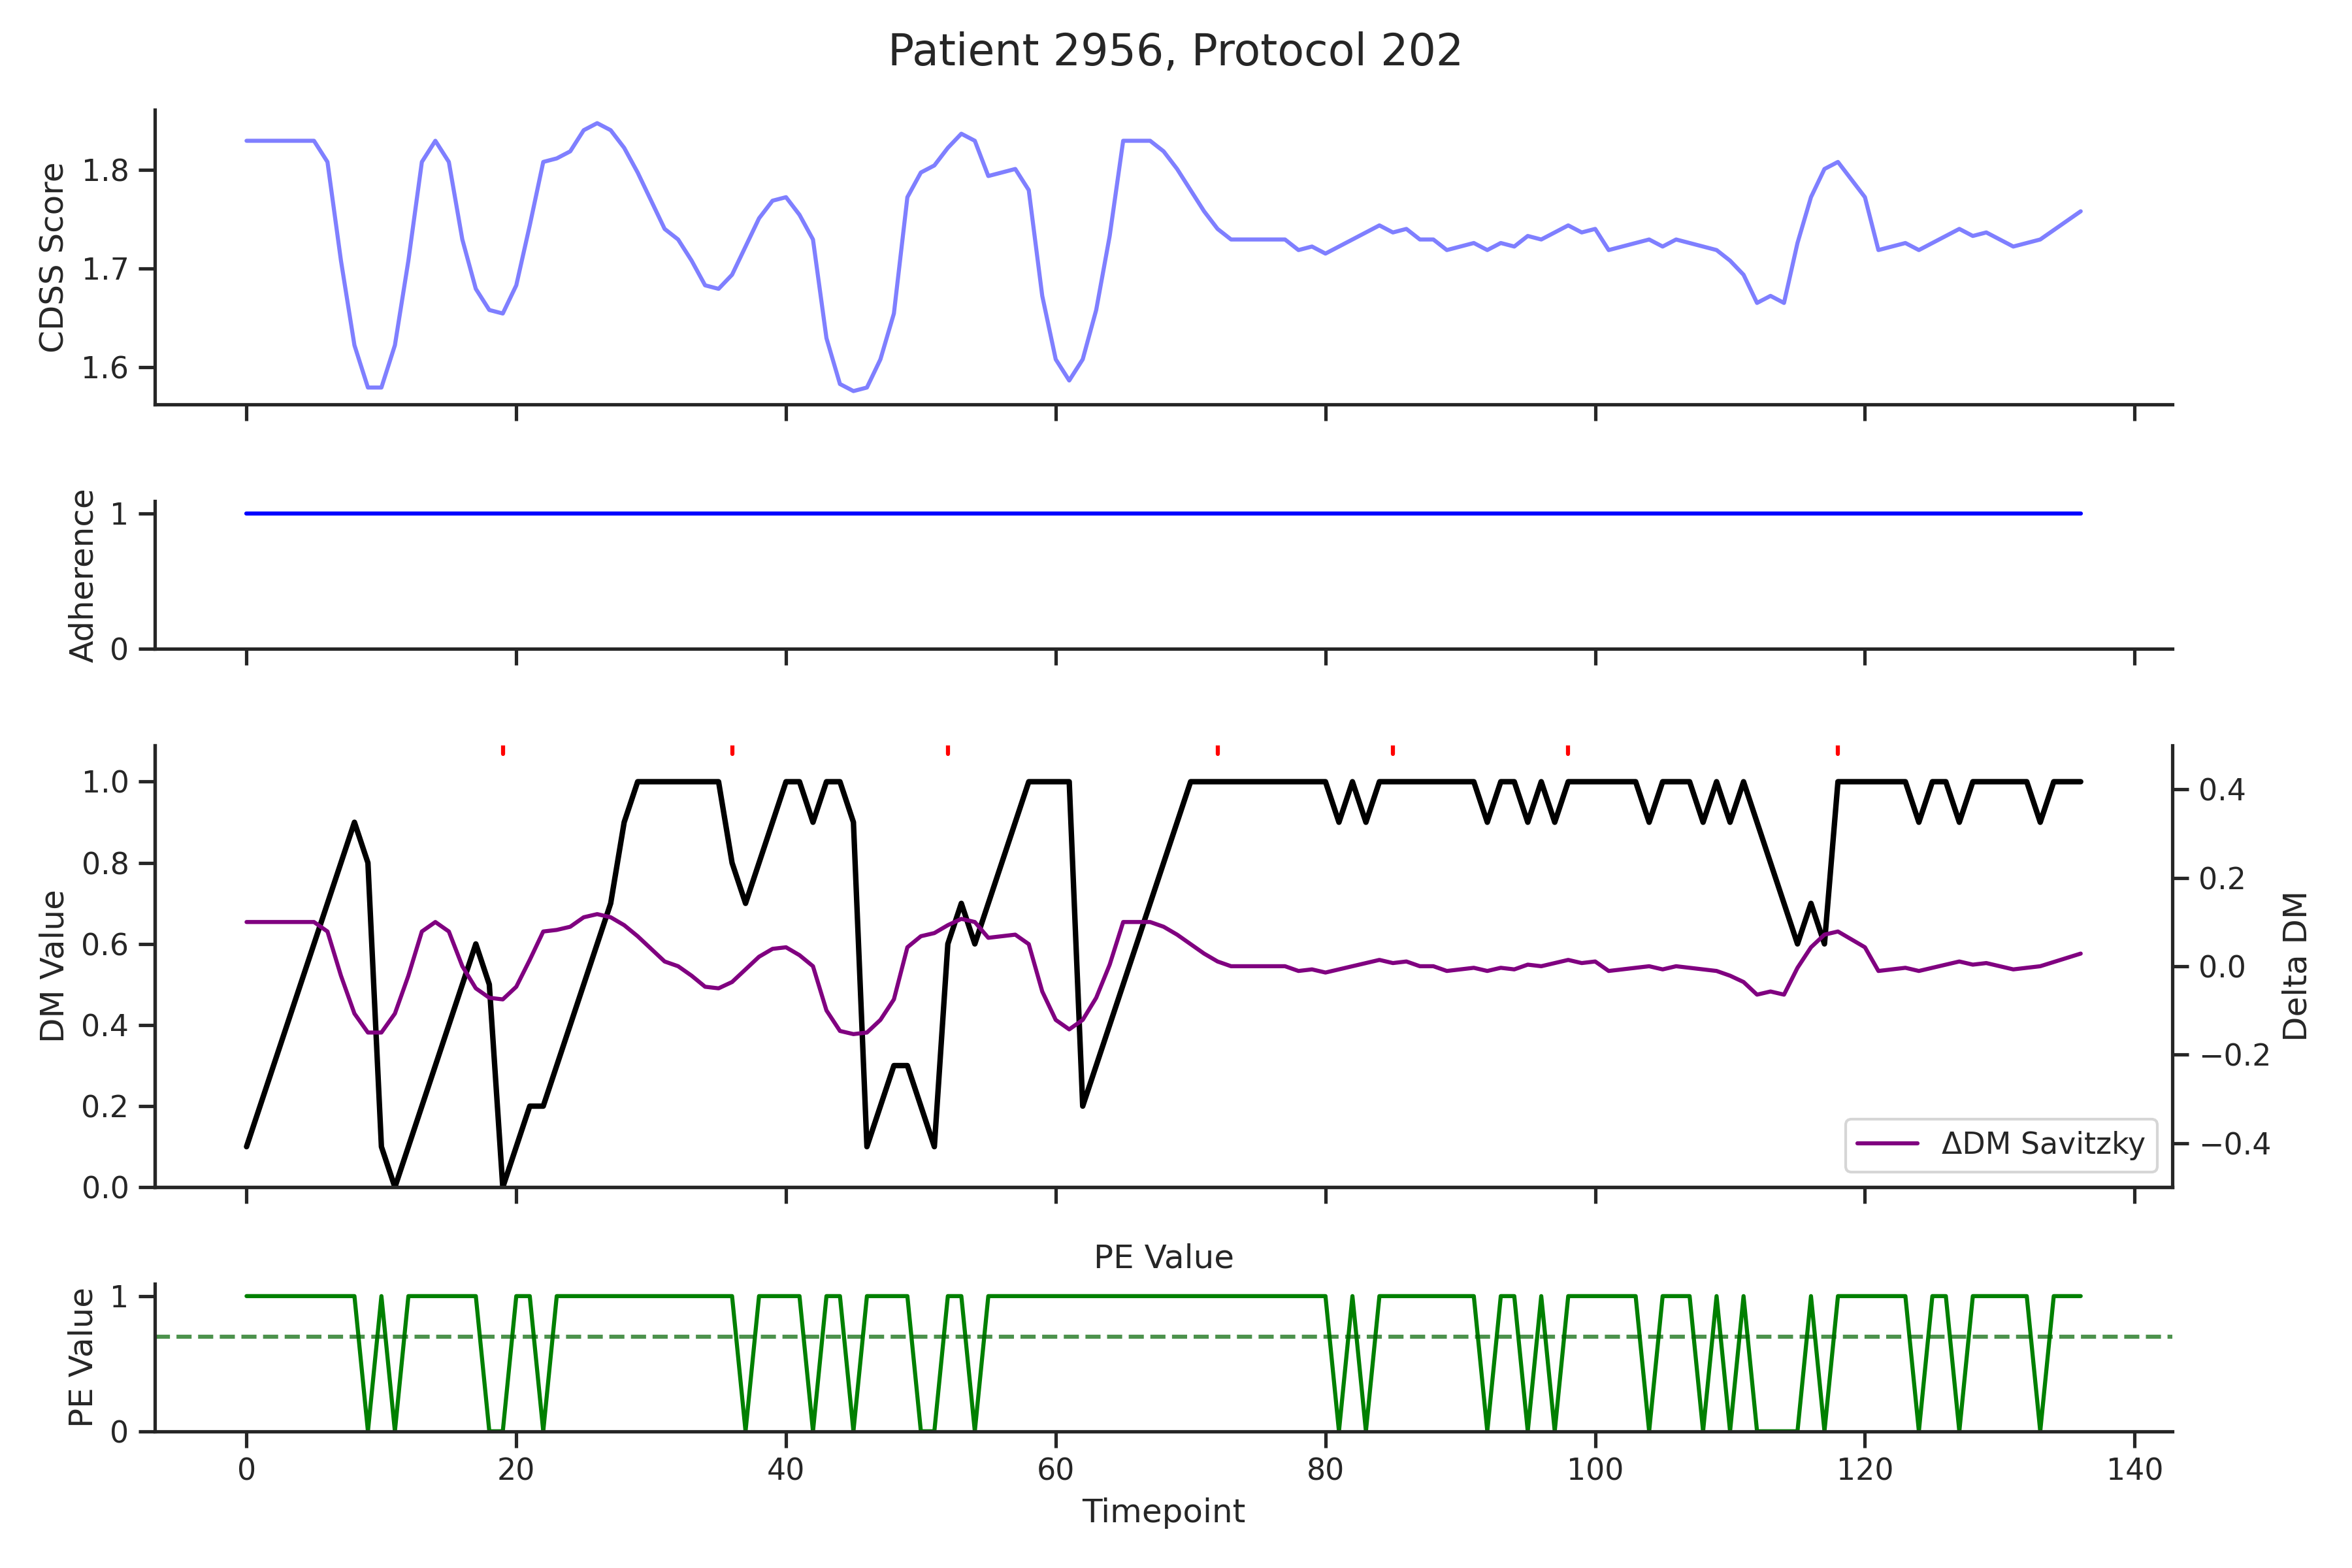 Patient 2956, Protocol 202
CDSS Score
1.8
1.7
1.6
Adherence
1
0
DM Value
1.0
0.8
0.6
0.4
0.2
0.0
Delta DM
0.4
0.2
0.0
−0.2
−0.4
ΔDM Savitzky
PE Value
PE Value
1
0
0 20 40 60 80 100 120 140
Timepoint